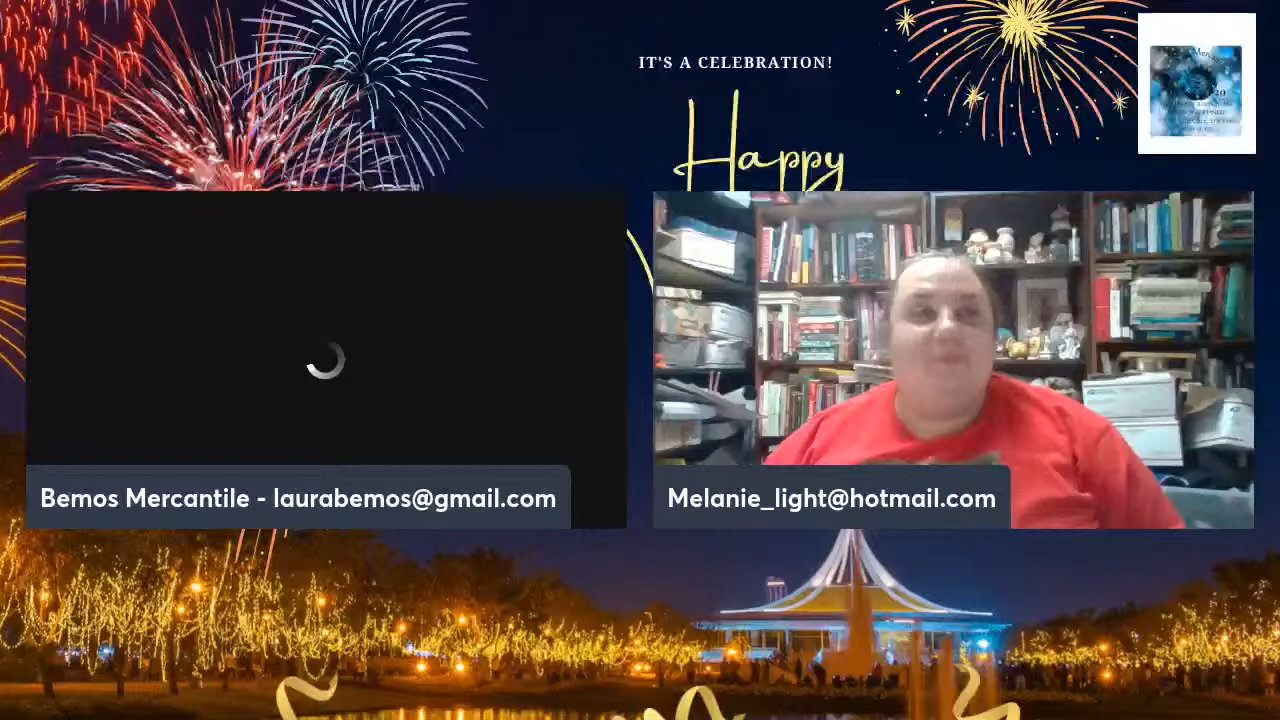 IT'S A CELEBRATION!
Happy
Bemos Mercantile - laurabemos@gmail.com
Melanie_light@hotmail.com